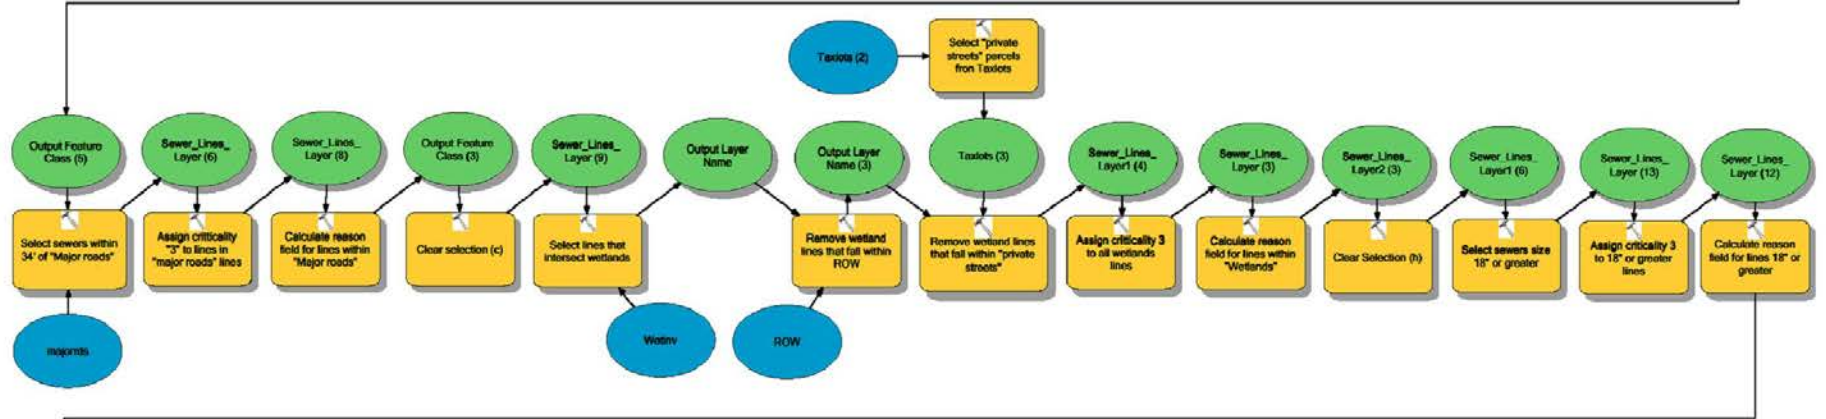 Taxlots (2)
Select "private
streets" parcels
from Taxlots
Output Feature
Class (5)
Sewer_Lines_
Layer (6)
Sewer_Lines_
Layer (8)
Output Feature
Class (3)
Sewer_Lines_
Layer (9)
Output Layer
Name
Output Layer
Name (3)
Taxlots (3)
Sewer_Lines_
Layer1 (4)
Sewer_Lines_
Layer (3)
Sewer_Lines_
Layer2 (3)
Sewer_Lines_
Layer1 (6)
Sewer_Lines_
Layer (13)
Sewer_Lines_
Layer (12)
Select sewers within
34' of "Major roads"
Assign critticality
"3" to lines in
"major roads" lines
Calculate reason
field for lines within
"Major roads"
Clear selection (c)
Select lines that
intersect wetlands
Remove wetland
lines that fall within
ROW
Remove wetland lines
that fall within "private
streets"
Assign criticality 3
to all wetlands
lines
Calculate reason
field for lines within
"Wetlands"
Clear Selection (h)
Select sewers size
18" or greater
Assign criticality 3
to 18" or greater
lines
Calculate reason
field for lines 18" or
greater
majorrds
Wetinv
ROW